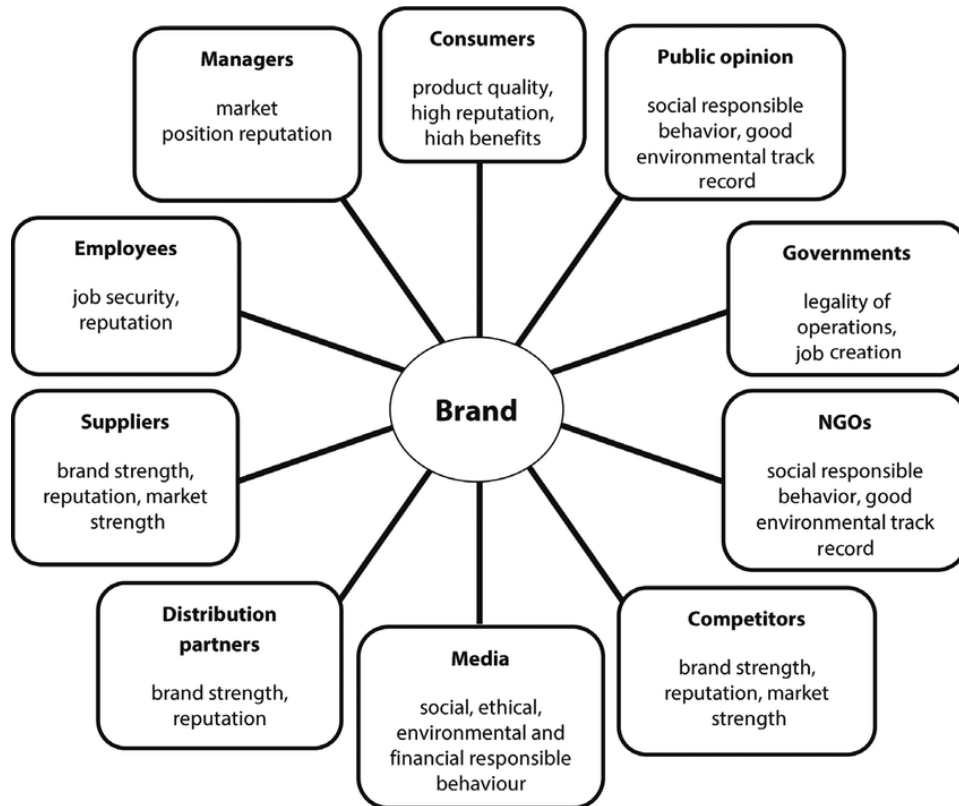 Consumers
product quality,
high reputation,
high benefits
Public opinion
social responsible
behavior, good
environmental track
record
Governments
legality of
operations,
job creation
NGOs
social responsible
behavior, good
environmental track
record
Competitors
brand strength,
reputation, market
strength
Media
social, ethical,
environmental and
financial responsible
behaviour
Distribution
partners
brand strength,
reputation
Suppliers
brand strength,
reputation, market
strength
Employees
job security,
reputation
Managers
market
position reputation
Brand